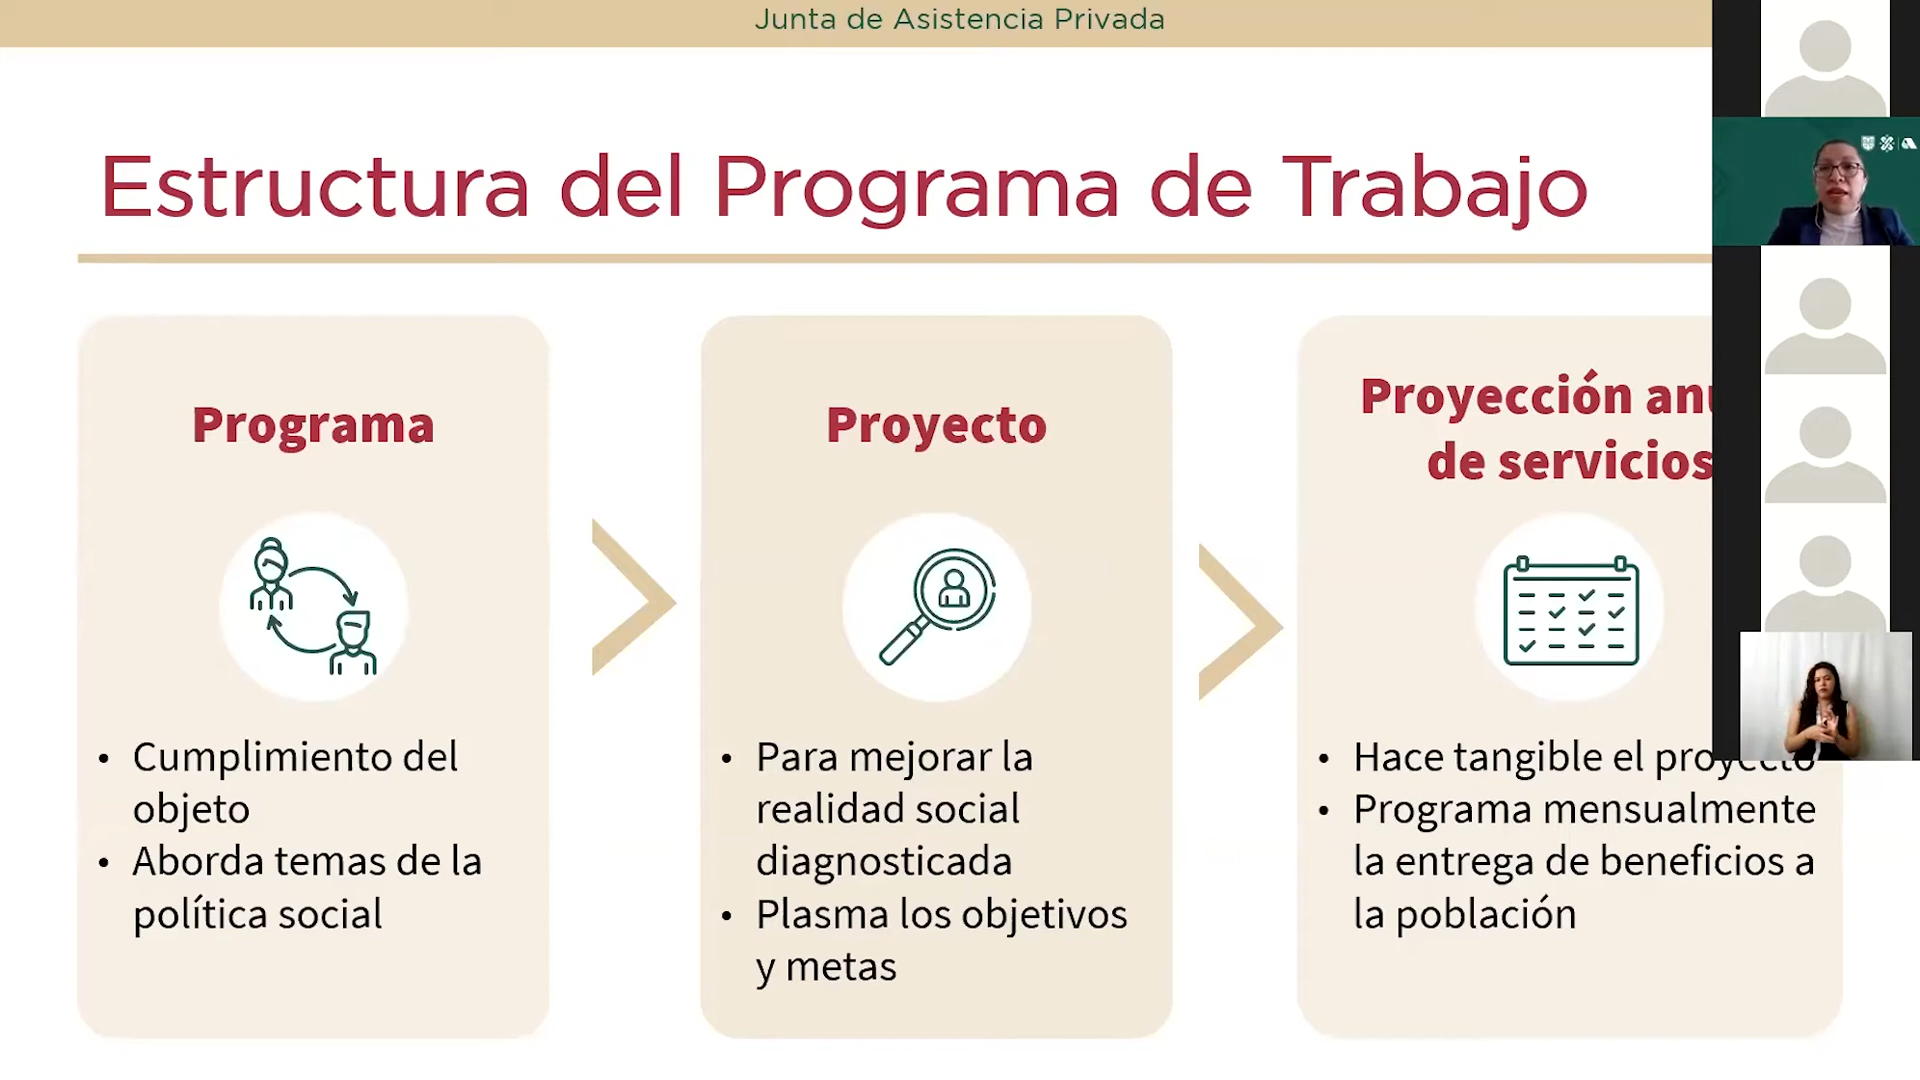 Junta de Asistencia Privada
Estructura del Programa de Trabajo
Programa
• Cumplimiento del
objeto
• Aborda temas de la
política social
Proyecto
• Para mejorar la
realidad social
diagnosticada
• Plasma los objetivos
y metas
Proyección
de servicios
• Hace tangible el proyecto
• Programa mensualmente
la entrega de beneficios a
la población